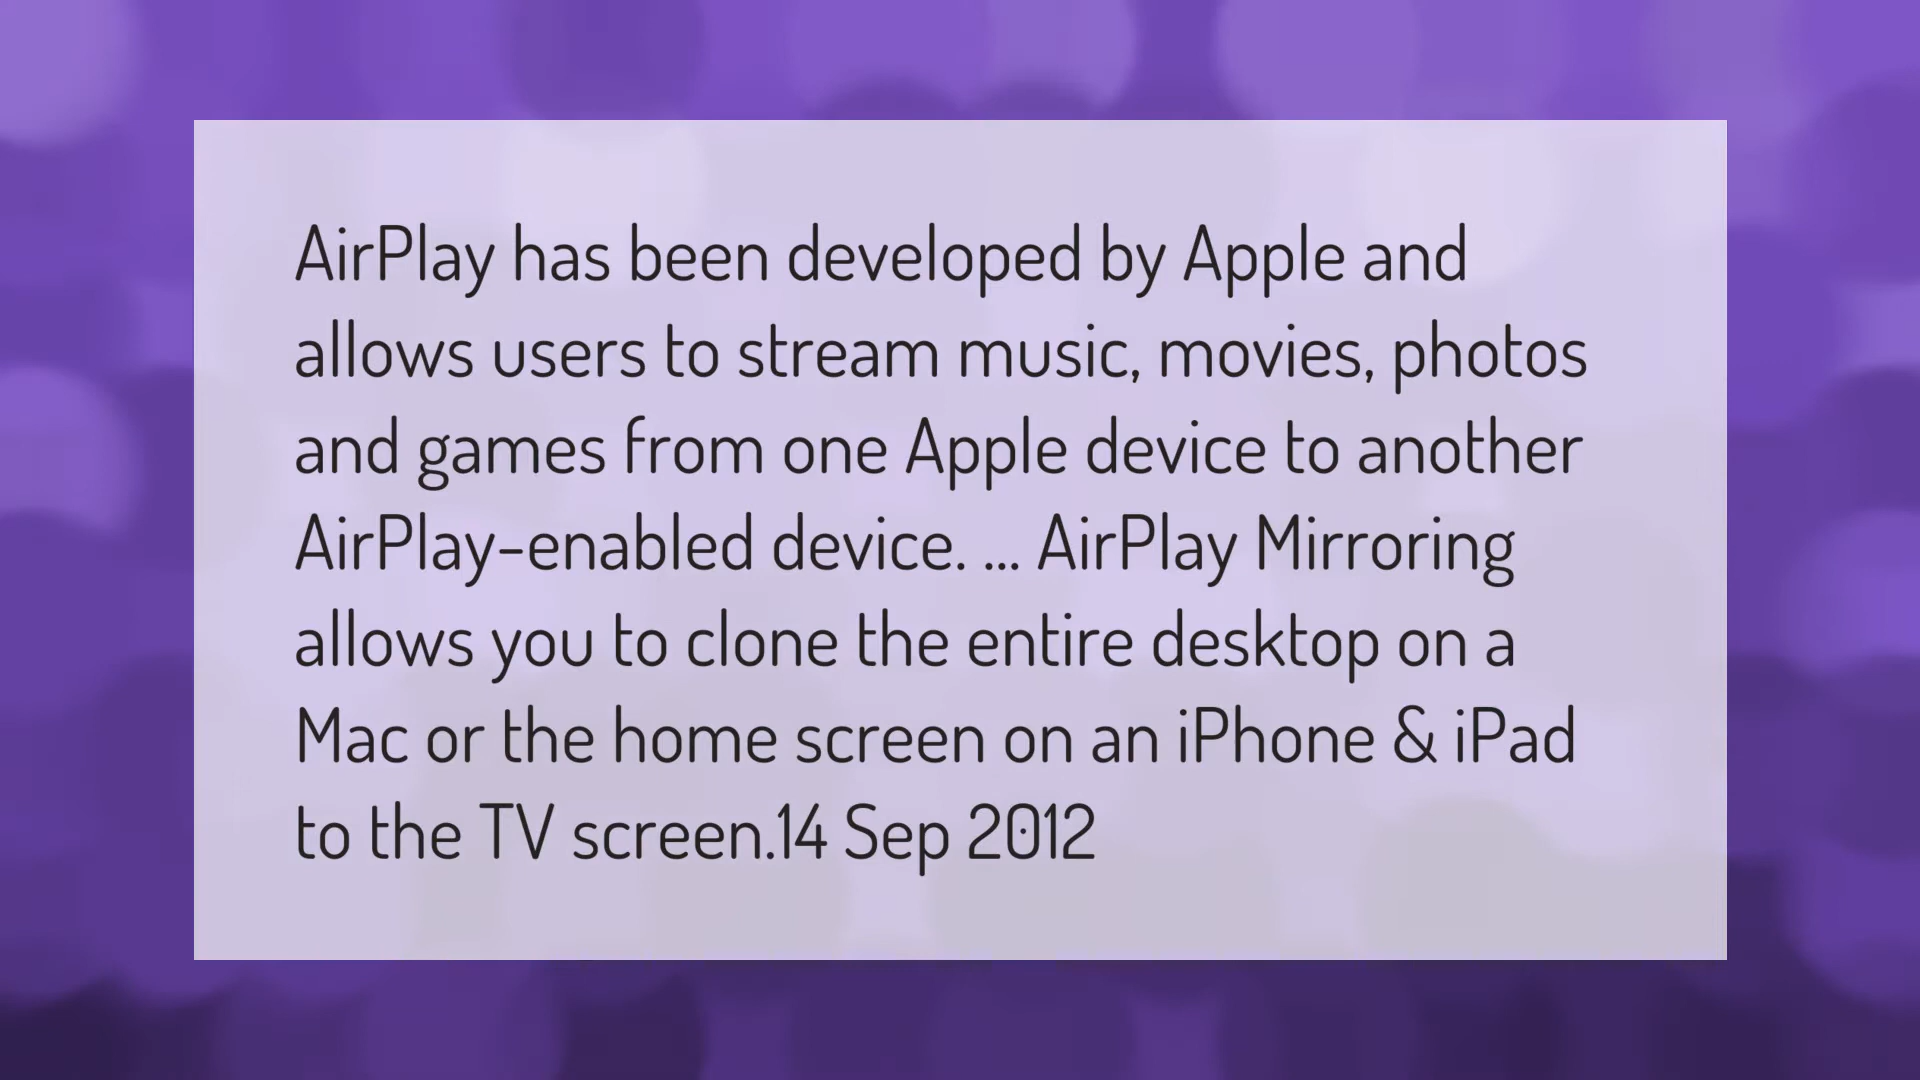 AirPlay has been developed by Apple and
allows users to stream music, movies, photos
and games from one Apple device to another
AirPlay-enabled device. ... AirPlay Mirroring
allows you to clone the entire desktop on a
Mac or the home screen on an iPhone & iPad
to the TV screen.14 Sep 2012